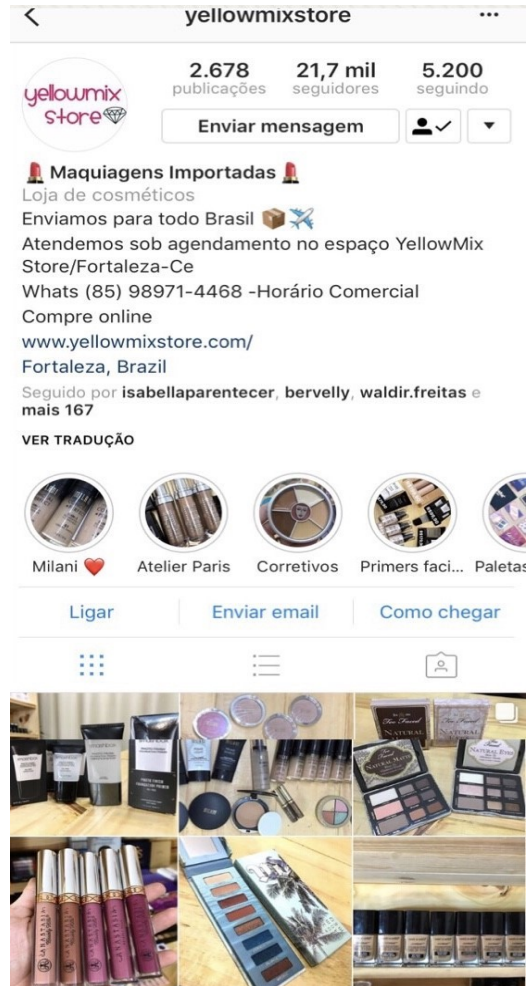 yellowmixstore
yellowmix
store
2.678 21,7 mil 5.200
publicações seguidores seguindo
Enviar mensagem
Maquiagens Importadas
Loja de cosméticos
Enviamos para todo Brasil
Atendemos sob agendamento no espaço YellowMix
Store/Fortaleza-Ce
Whats (85) 98971-4468 -Horário Comercial
Compre online
www.yellowmixstore.com/
Fortaleza, Brazil
Seguido por isabellaparentecer, bervelly, waldir.freitas e
mais 167
VER TRADUÇÃO
Milani Atelier Paris Corretivos Primers faci... Paletas
Ligar Enviar email Como chegar
Too Faced
NATURAL NATURAL
NATURAL MATTE NATURAL EYES
ANASTASIA